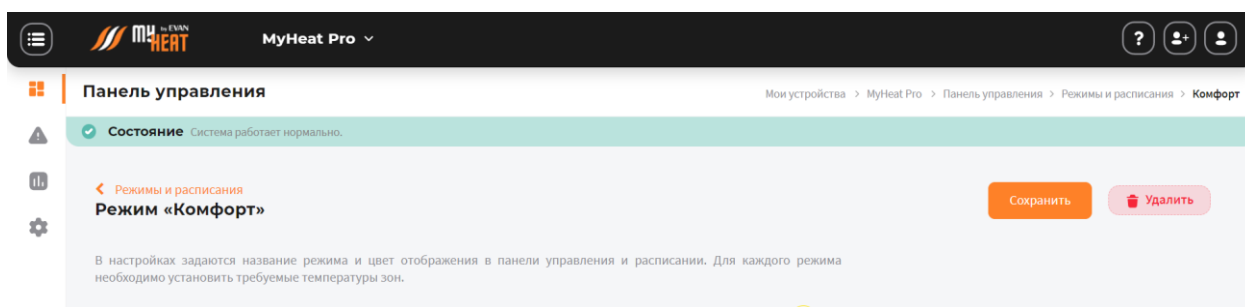 MY by EVAN
HEAT
MyHeat Pro
?
Панель управления
Мои устройства > MyHeat Pro > Панель управления > Режимы и расписания > Комфорт
Состояние Система работает нормально.
Режимы и расписания
Режим «Комфорт»
Сохранить
Удалить
В настройках задаются название режима и цвет отображения в панели управления и расписании. Для каждого режима
необходимо установить требуемые температуры зон.